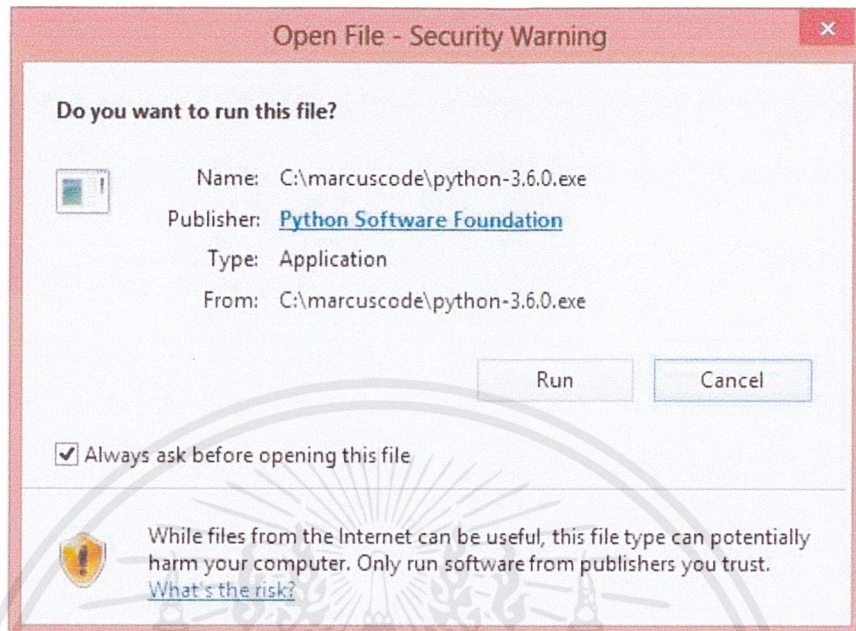 Open File - Security Warning
Do you want to run this file?
Name: C:\marcuscode\python-3.6.0.exe
Publisher: Python Software Foundation
Type: Application
From: C:\marcuscode\python-3.6.0.exe
Run Cancel
Always ask before opening this file
While files from the Internet can be useful, this file type can potentially
harm your computer. Only run software from publishers you trust.
What's the risk?